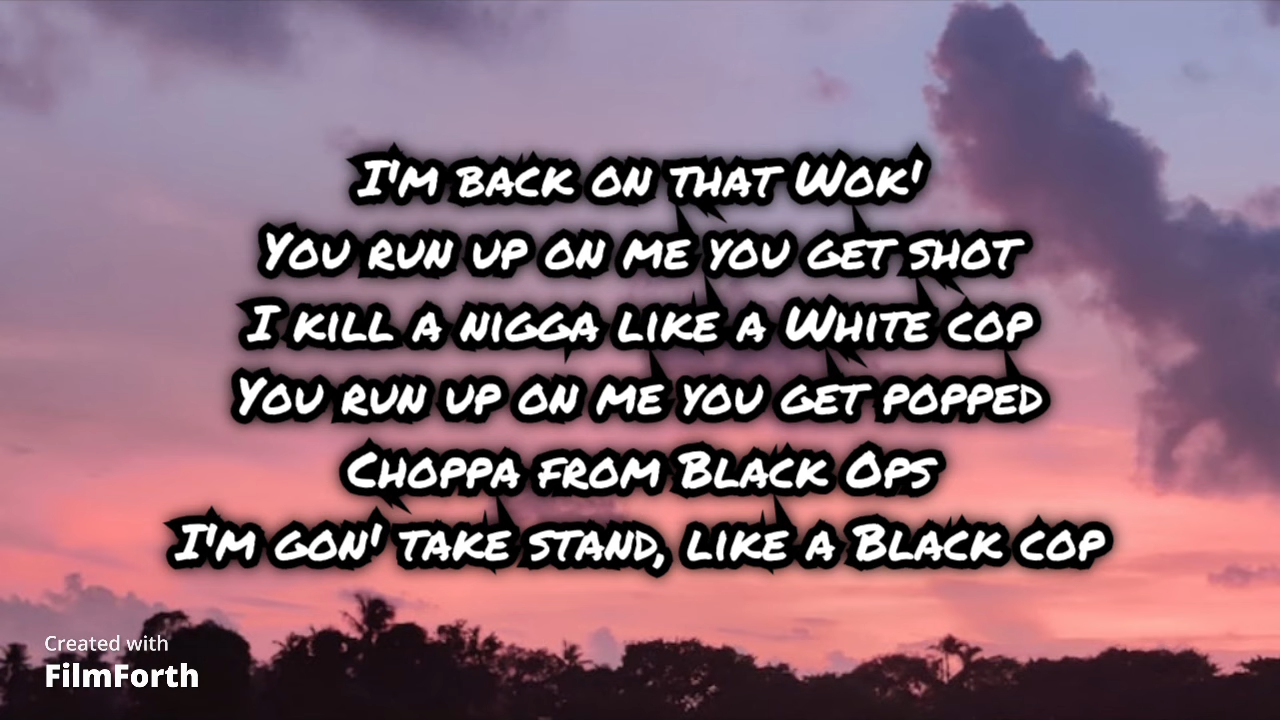 I'm back on that Wok'
You run up on me you get shot
I kill a nigga like a White cop
You run up on me you get popped
Choppa from Black Ops
I'm gon' take stand, like a Black cop
Created with
FilmForth